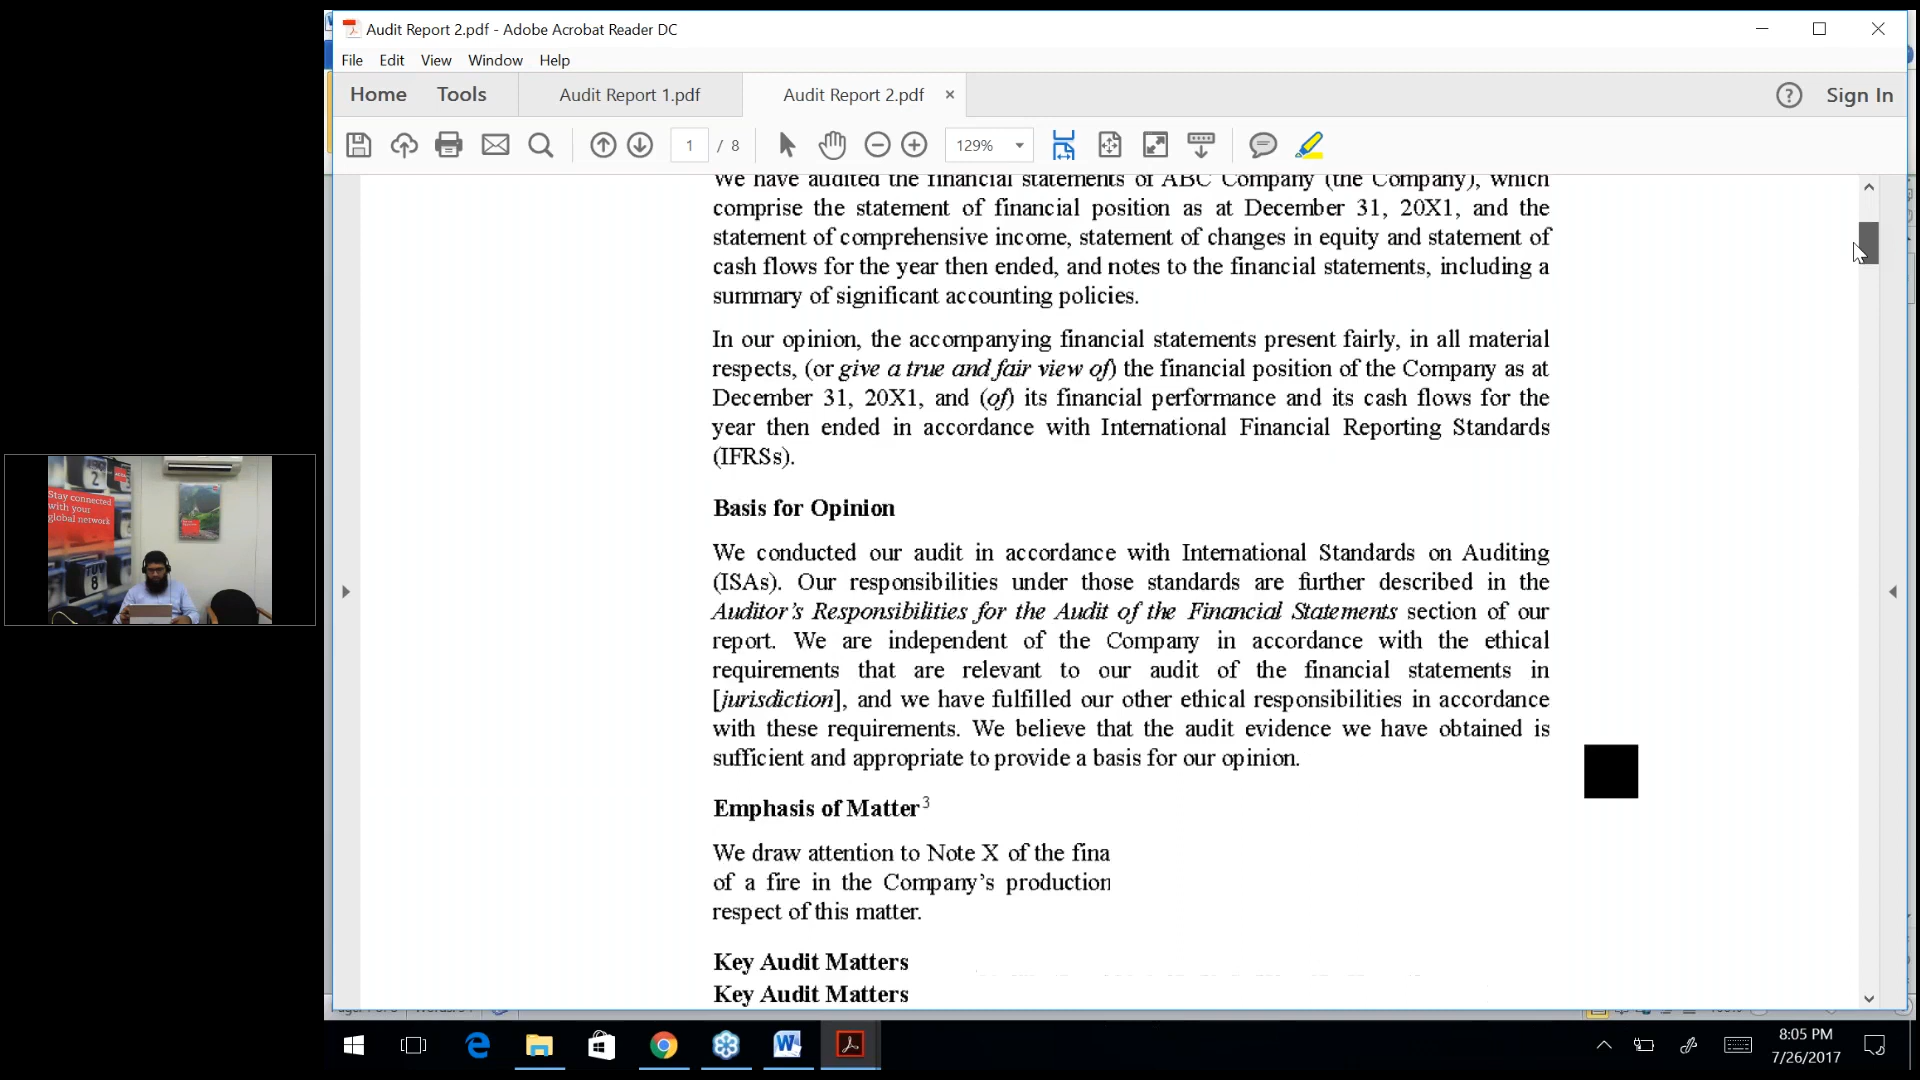 Audit Report 2.pdf - Adobe Acrobat Reader DC
File Edit View Window Help
Home Tools Audit Report 1.pdf Audit Report 2.pdf × ? Sign In
1 / 8 129%
We have audited the financial statements of ABC Company (the Company), which
comprise the statement of financial position as at December 31, 20X1, and the
statement of comprehensive income, statement of changes in equity and statement of
cash flows for the year then ended, and notes to the financial statements, including a
summary of significant accounting policies.
In our opinion, the accompanying financial statements present fairly, in all material
respects, (or give a true and fair view of) the financial position of the Company as at
December 31, 20X1, and (of) its financial performance and its cash flows for the
year then ended in accordance with International Financial Reporting Standards
(IFRSs).
Basis for Opinion
We conducted our audit in accordance with International Standards on Auditing
(ISAs). Our responsibilities under those standards are further described in the
Auditor's Responsibilities for the Audit of the Financial Statements section of our
report. We are independent of the Company in accordance with the ethical
requirements that are relevant to our audit of the financial statements in
[jurisdiction], and we have fulfilled our other ethical responsibilities in accordance
with these requirements. We believe that the audit evidence we have obtained is
sufficient and appropriate to provide a basis for our opinion.
Emphasis of Matter3
We draw attention to Note X of the fina
of a fire in the Company's production
respect of this matter.
Key Audit Matters
Key Audit Matters
Stay connected
with your
global network
2
TUV
8
8:05 PM
7/26/2017